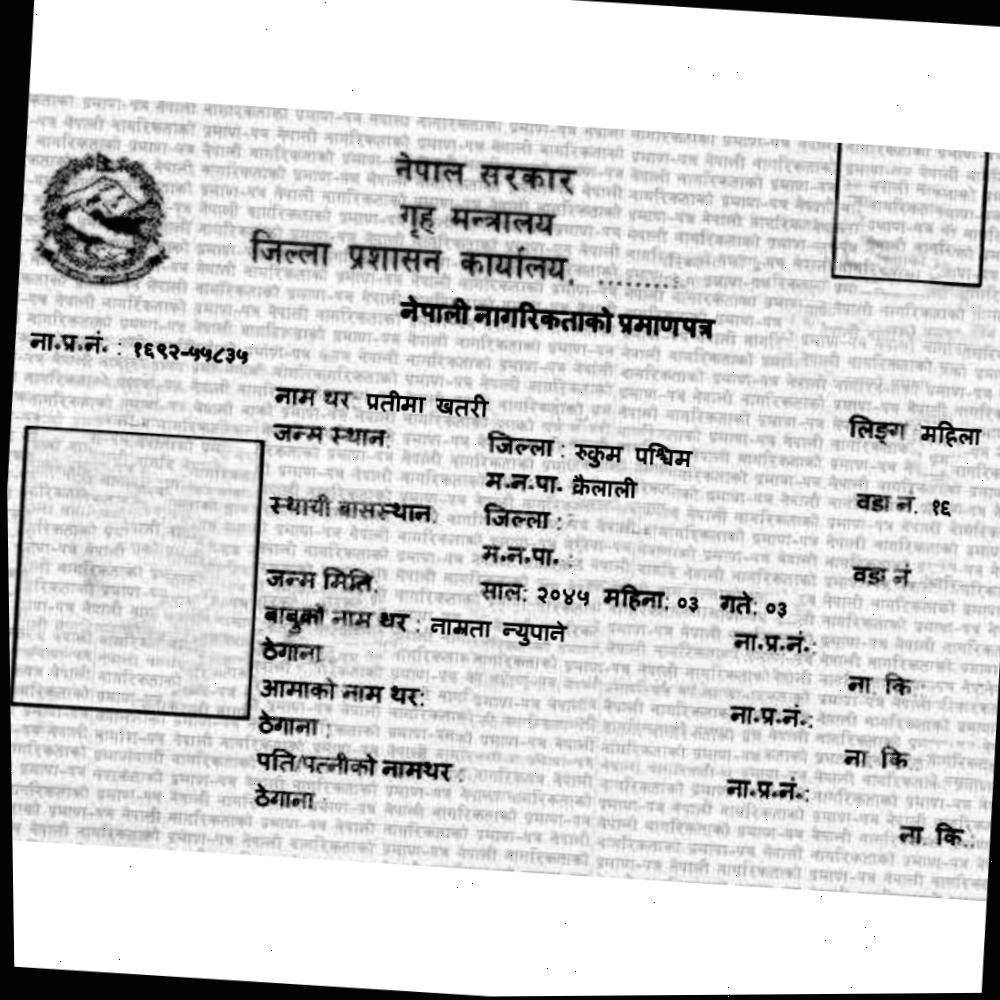 नेपाल सरकार
गृह मन्त्रालय
जिल्ला प्रशासन कार्यालय, ........:
नेपाली नागरिकताको प्रमाणपत्र
ना.प्र.नं. : १६९२-५५८३५
नाम थर: प्रतीमा खतरी लिङ्ग महिला
जन्म स्थान: जिल्ला : रुकुम पश्चिम
म.न.पा. कैलाली वडा नं. १६
स्थायी बासस्थान: जिल्ला :
म.न.पा. : वडा नं.
जन्म मिति: साल: २०४५ महिना: ०३ गते: ०३
बाबुको नाम थर : नाम्रता न्युपाने ना.प्र.नं.:
ठेगाना ना. कि.:
आमाको नाम थर: ना.प्र.नं.:
ठेगाना : ना. कि.:
पति/पत्नीको नामथर : ना.प्र.नं.:
ठेगाना : ना. कि.: